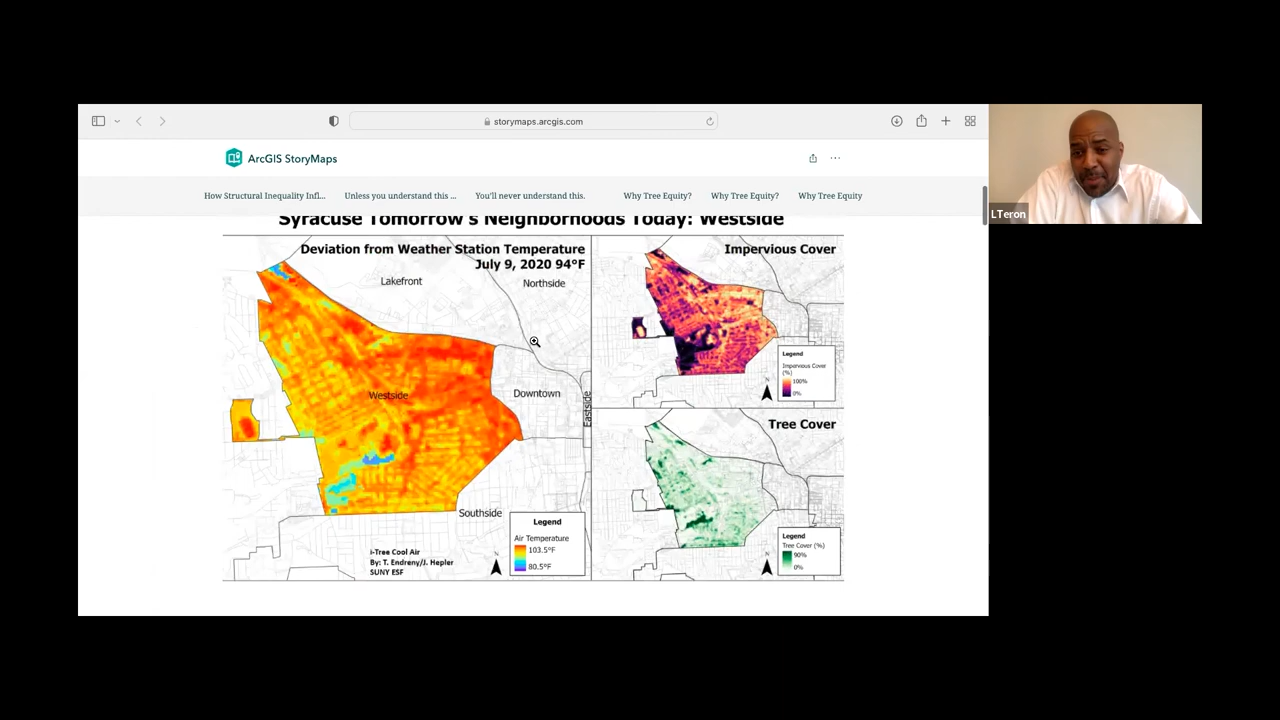 storymaps.arcgis.com
ArcGIS StoryMaps
How Structural Inequality Infl...
Unless you understand this ...
You'll never understand this.
Why Tree Equity?
Why Tree Equity?
Why Tree Equity
LTeron
Syracuse Tomorrow's Neighborhoods Today: Westside
Deviation from Weather Station Temperature
July 9, 2020 94°F
Lakefront
Northside
Westside
Downtown
Eastside
Southside
i-Tree Cool Air
By: T. Endreny/J. Hepler
SUNY ESF
N
Legend
Air Temperature
103.5°F
80.5°F
Impervious Cover
Legend
Impervious Cover
(%)
100%
0%
N
Tree Cover
Legend
Tree Cover (%)
90%
0%
N